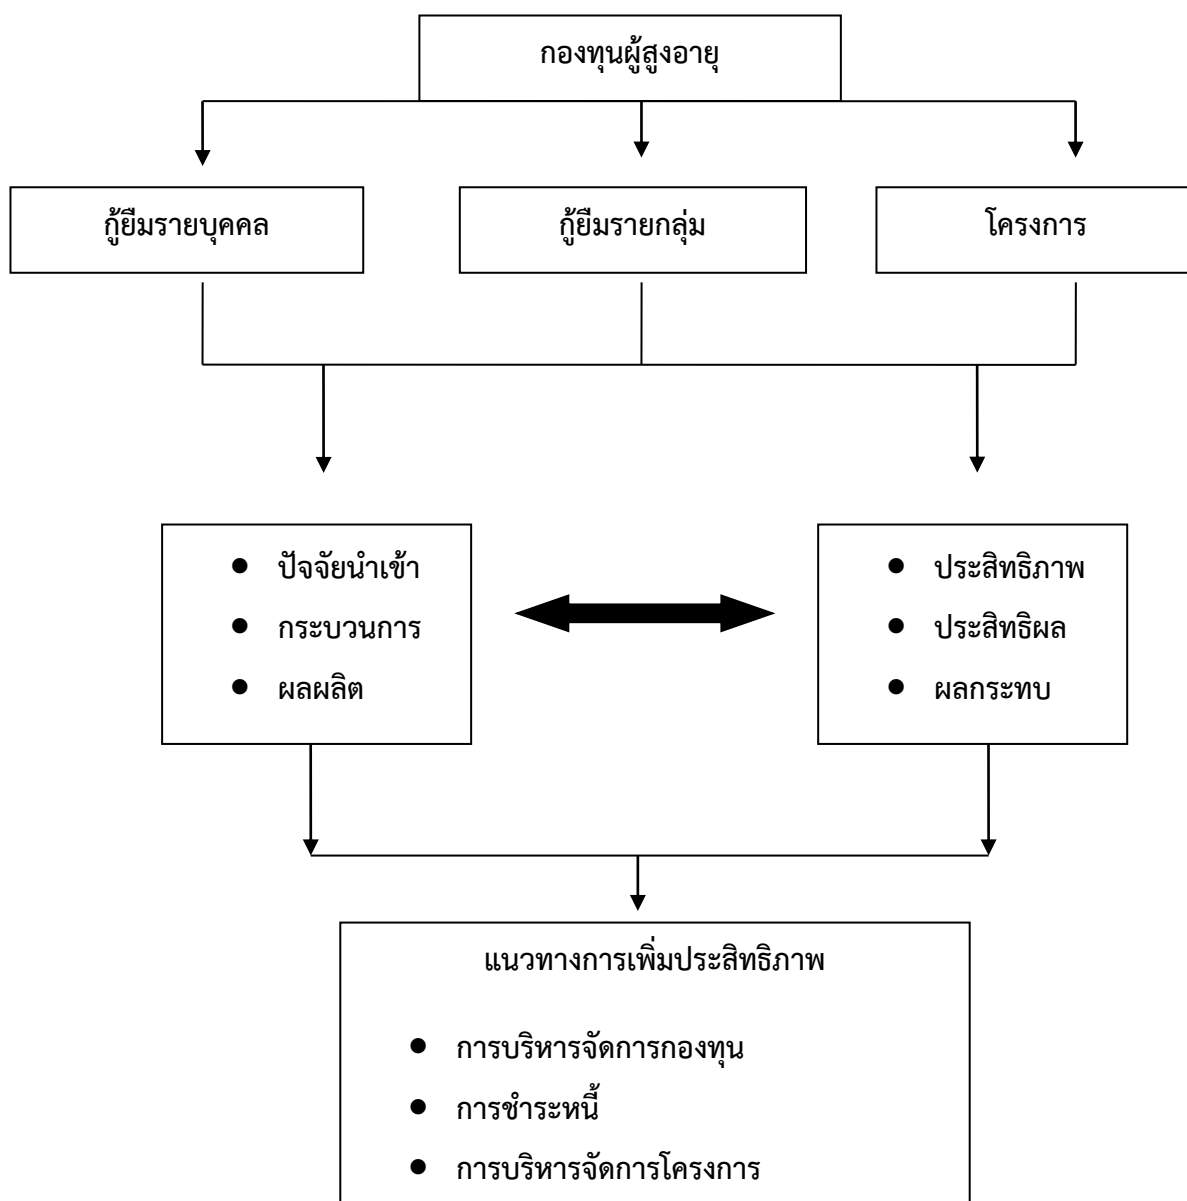 กองทุนผู้สูงอายุ
กู้ยืมรายบุคคล
กู้ยืมรายกลุ่ม
โครงการ
● ปัจจัยนำเข้า
● กระบวนการ
● ผลผลิต
● ประสิทธิภาพ
● ประสิทธิผล
● ผลกระทบ
แนวทางการเพิ่มประสิทธิภาพ
● การบริหารจัดการกองทุน
● การชำระหนี้
● การบริหารจัดการโครงการ